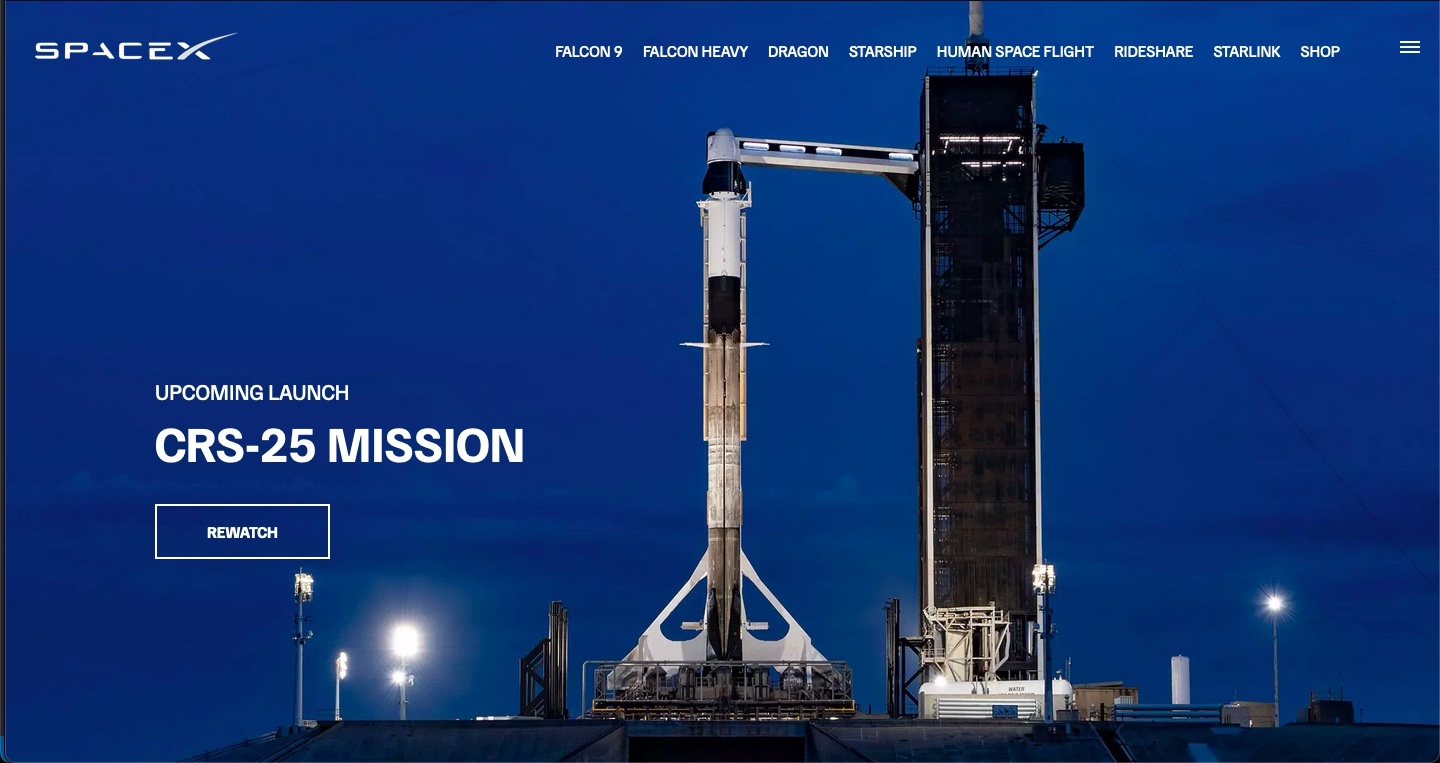 SPACEX
FALCON 9 FALCON HEAVY DRAGON STARSHIP HUMAN SPACE FLIGHT RIDESHARE STARLINK SHOP
UPCOMING LAUNCH
CRS-25 MISSION
REWATCH
WATER